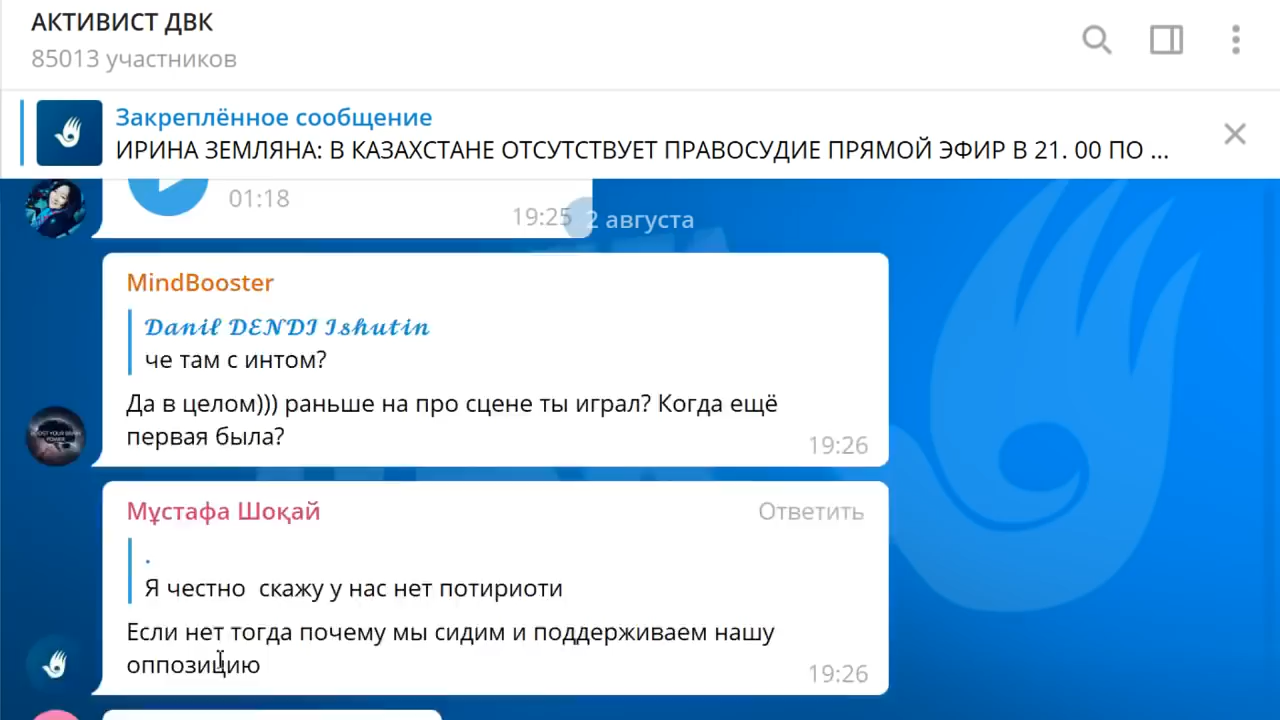 АКТИВИСТ ДВК
85013 участников
Закреплённое сообщение
ИРИНА ЗЕМЛЯНА: В КАЗАХСТАНЕ ОТСУТСТВУЕТ ПРАВОСУДИЕ ПРЯМОЙ ЭФИР В 21. 00 ПО ...
01:18
19:25
2 августа
MindBooster
Danil DENDI Ishutin
че там с интом?
Да в целом))) раньше на про сцене ты играл? Когда ещё
первая была?
19:26
Мұстафа Шоқай
Ответить
.
Я честно  скажу у нас нет потириоти
Если нет тогда почему мы сидим и поддерживаем нашу
оппозицию
19:26